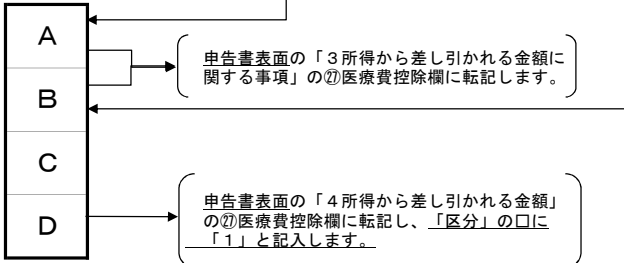 A
申告書表面の「３所得から差し引かれる金額に
関する事項」の㉗医療費控除欄に転記します。
B
C
申告書表面の「４所得から差し引かれる金額」
の㉗医療費控除欄に転記し、「区分」の□に
「１」と記入します。
D